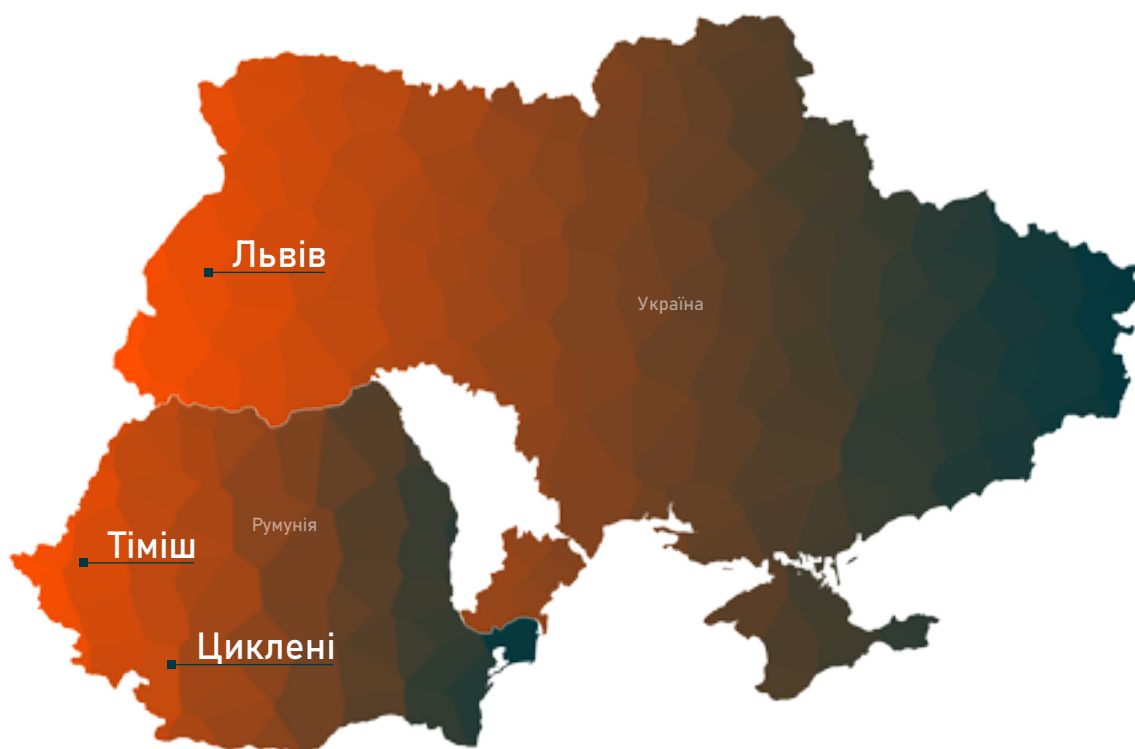 Львів
Україна
Румунія
Тіміш
Циклені